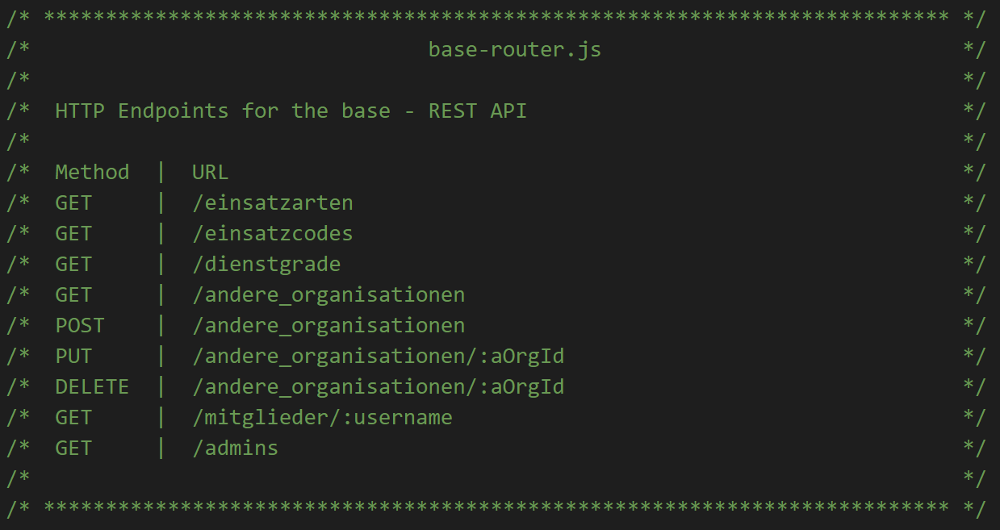 /* ************************************************************************* */
/*                                base-router.js                             */
/*                                                                           */
/*  HTTP Endpoints for the base - REST API                                   */
/*                                                                           */
/*  Method  |  URL                                                           */
/*  GET     |  /einsatzarten                                                 */
/*  GET     |  /einsatzcodes                                                 */
/*  GET     |  /dienstgrade                                                  */
/*  GET     |  /andere_organisationen                                        */
/*  POST    |  /andere_organisationen                                        */
/*  PUT     |  /andere_organisationen/:aOrgId                                */
/*  DELETE  |  /andere_organisationen/:aOrgId                                */
/*  GET     |  /mitglieder/:username                                         */
/*  GET     |  /admins                                                       */
/*                                                                           */
/* ************************************************************************* */